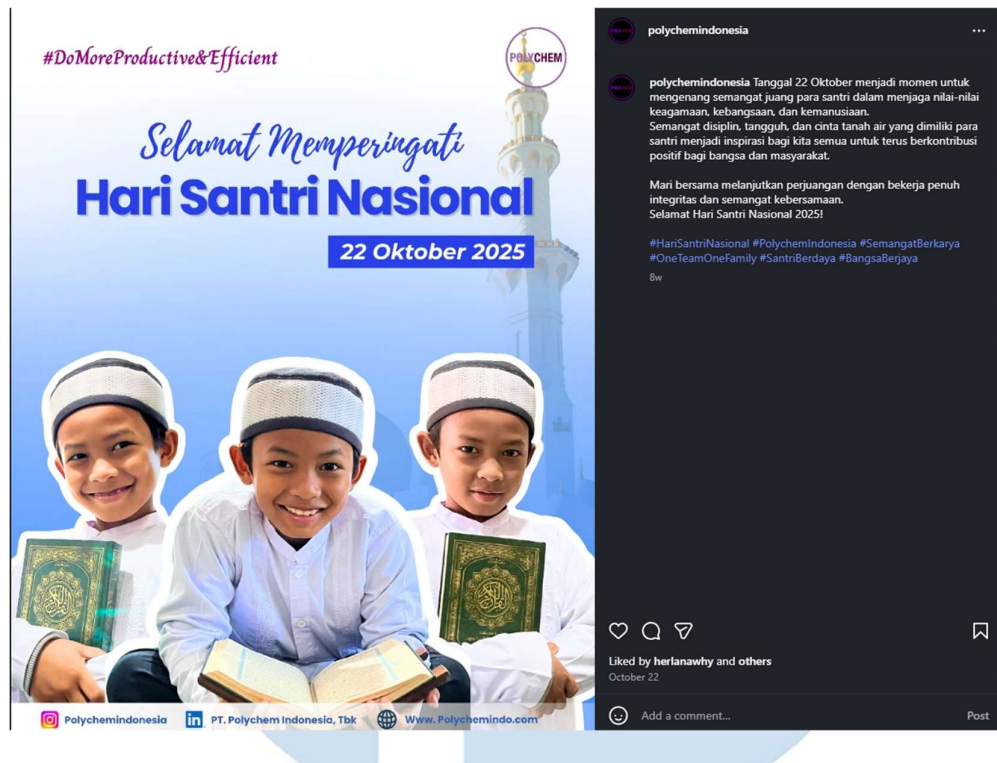 #DoMoreProductive&Efficient
POLYCHEM
Selamat Memperingati
Hari Santri Nasional
22 Oktober 2025
Polychemindonesia
PT. Polychem Indonesia, Tbk
Www. Polychemindo.com
polychemindonesia
polychemindonesia Tanggal 22 Oktober menjadi momen untuk
mengenang semangat juang para santri dalam menjaga nilai-nilai
keagamaan, kebangsaan, dan kemanusiaan.
Semangat disiplin, tangguh, dan cinta tanah air yang dimiliki para
santri menjadi inspirasi bagi kita semua untuk terus berkontribusi
positif bagi bangsa dan masyarakat.
Mari bersama melanjutkan perjuangan dengan bekerja penuh
integritas dan semangat kebersamaan.
Selamat Hari Santri Nasional 2025!
#HariSantriNasional #PolychemIndonesia #SemangatBerkarya
#OneTeamOneFamily #SantriBerdaya #BangsaBerjaya
8w
Liked by herlanawhy and others
October 22
Add a comment...
Post